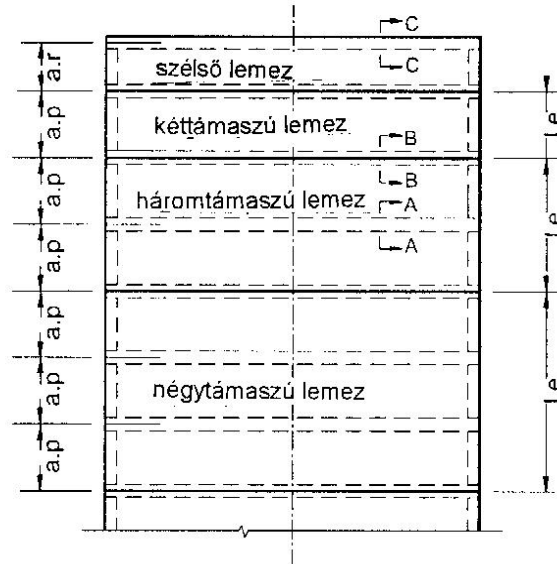 C
C
szélső lemez
a.r
a.p
kéttámaszú lemez
B
B
e
a.p
háromtámaszú lemez
A
A
e
a.p
a.p
négytámaszú lemez
e
a.p
a.p